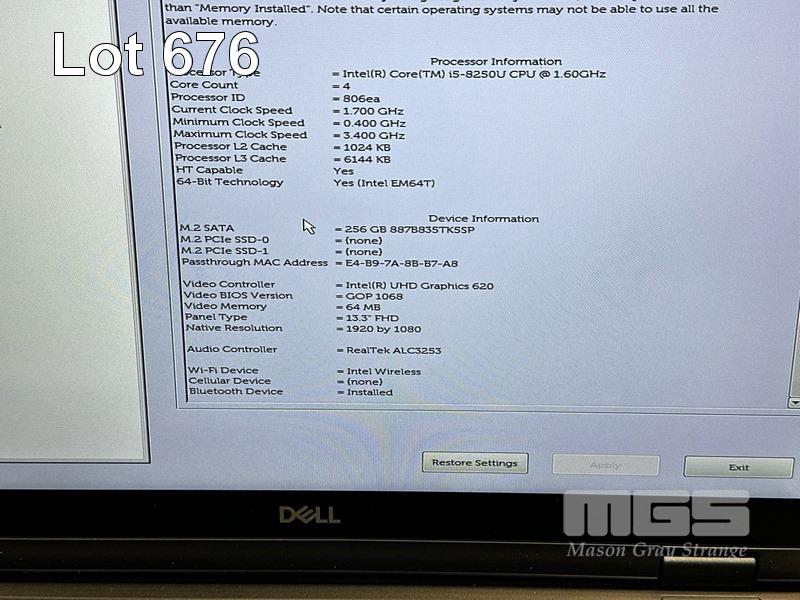 than "Memory Installed". Note that certain operating systems may not be able to use all the
available memory.
Lot 676
Processor Information
Type = Intel(R) Core(TM) i5-8250U CPU @ 1.60GHz
Core Count = 4
Processor ID = 806ea
Current Clock Speed = 1.700 GHz
Minimum Clock Speed = 0.400 GHz
Maximum Clock Speed = 3.400 GHz
Processor L2 Cache = 1024 KB
Processor L3 Cache = 6144 KB
HT Capable Yes
64-Bit Technology Yes (Intel EM64T)
Device Information
M.2 SATA = 256 GB 887B835TK5SP
M.2 PCIe SSD-0 = (none)
M.2 PCIe SSD-1 = (none)
Passthrough MAC Address = E4-B9-7A-8B-B7-A8
Video Controller = Intel(R) UHD Graphics 620
Video BIOS Version = GOP 1068
Video Memory = 64 MB
Panel Type = 13.3" FHD
Native Resolution = 1920 by 1080
Audio Controller = RealTek ALC3253
Wi-Fi Device = Intel Wireless
Cellular Device = (none)
Bluetooth Device = Installed
Restore Settings Apply Exit
DELL
MGS
Mason Gray Strange